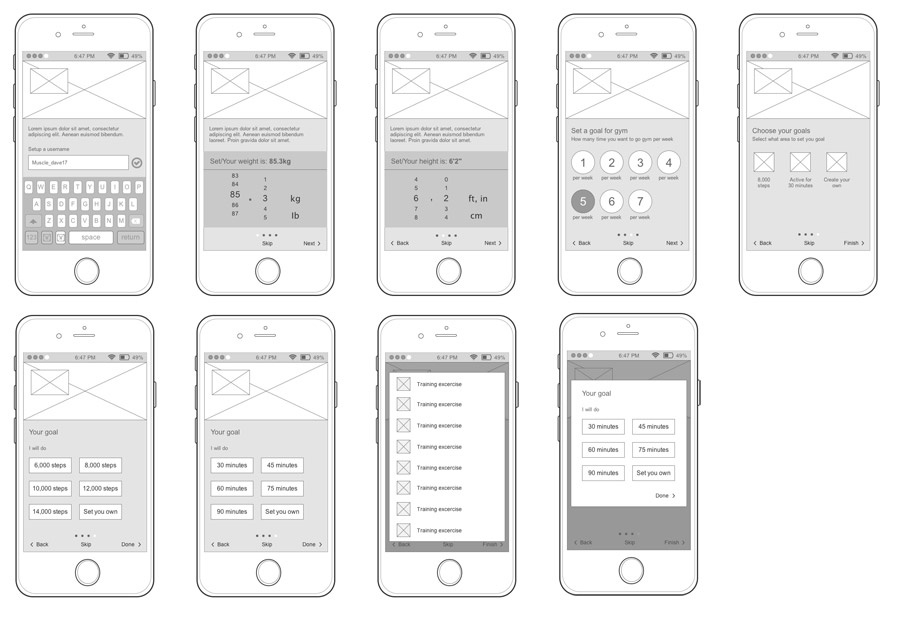 6:47 PM 49%
Lorem ipsum dolor sit amet, consectetur
adipiscing elit. Aenean euismod bibendum.
laoreet. Proin gravida dolor sit amet.
Setup a username
Muscle_dave17
Q W E R T Y U I O P
A S D F G H J K L
Z X C V B N M
123 space return
6:47 PM 49%
Lorem ipsum dolor sit amet, consectetur
adipiscing elit. Aenean euismod bibendum.
laoreet. Proin gravida dolor sit amet.
Set/Your weight is: 85.3kg
83
84 1
2
85 . 3 kg
86 4
87 5 lb
Skip Next >
6:47 PM 49%
Lorem ipsum dolor sit amet, consectetur
adipiscing elit. Aenean euismod bibendum.
laoreet. Proin gravida dolor sit amet.
Set/Your height is: 6'2"
4 0
5 1
6 , 2 ft, in
7 3
8 4 cm
< Back Skip Next >
6:47 PM 49%
Set a goal for gym
How many time you want to go gym per week
1 2 3 4
per week per week per week per week
5 6 7
per week per week per week
< Back Skip Next >
6:47 PM 49%
Choose your goals
Select what area to set you goal
8,000 steps
Active for 30 minutes
Create your own
< Back Skip Finish >
6:47 PM 49%
Your goal
I will do
6,000 steps 8,000 steps
10,000 steps 12,000 steps
14,000 steps Set you own
< Back Skip Done >
6:47 PM 49%
Your goal
I will do
30 minutes 45 minutes
60 minutes 75 minutes
90 minutes Set you own
< Back Skip Done >
6:47 PM 49%
Training excercise
Training excercise
Training excercise
Training excercise
Training excercise
Training excercise
Training excercise
Training excercise
< Back Skip Finish >
6:47 PM 49%
Your goal
I will do
30 minutes 45 minutes
60 minutes 75 minutes
90 minutes Set you own
Done >
< Back Skip Finish >